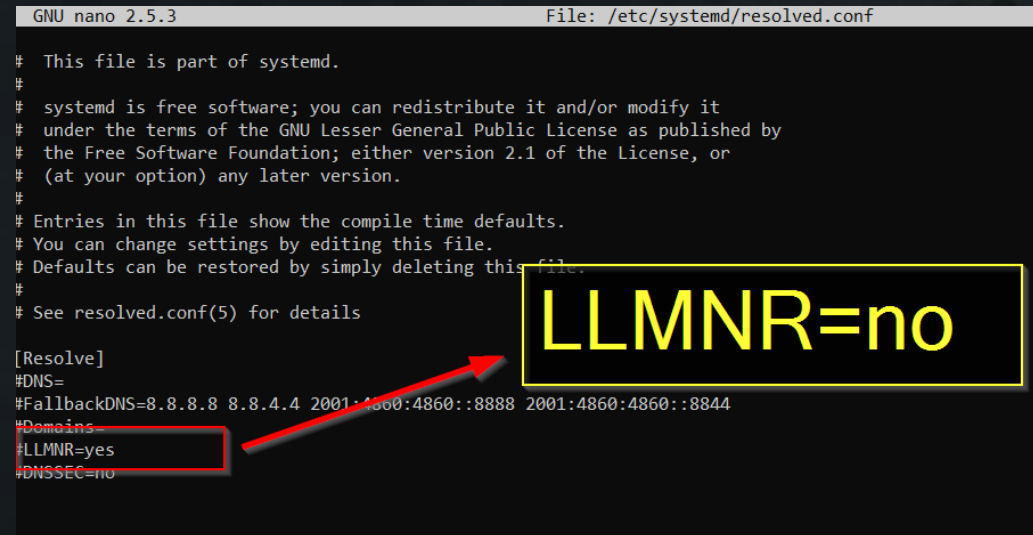 GNU nano 2.5.3 File: /etc/systemd/resolved.conf
#  This file is part of systemd.
#
#  systemd is free software; you can redistribute it and/or modify it
#  under the terms of the GNU Lesser General Public License as published by
#  the Free Software Foundation; either version 2.1 of the License, or
#  (at your option) any later version.
#
# Entries in this file show the compile time defaults.
# You can change settings by editing this file.
# Defaults can be restored by simply deleting this file.
#
# See resolved.conf(5) for details
LLMNR=no
[Resolve]
#DNS=
#FallbackDNS=8.8.8.8 8.8.4.4 2001:4860:4860::8888 2001:4860:4860::8844
#Domains=
#LLMNR=yes
#DNSSEC=no